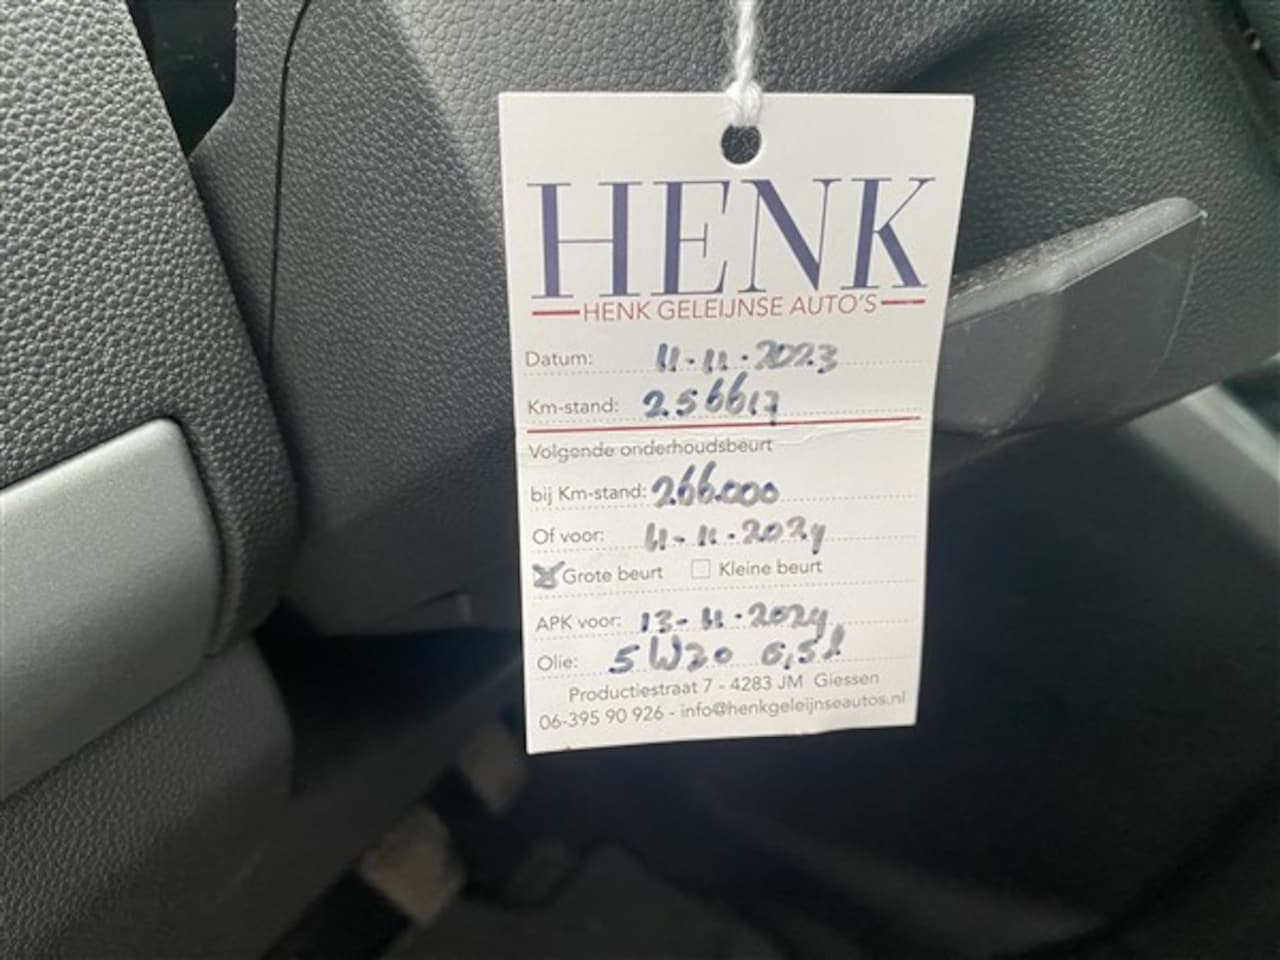 HENK
HENK GELEIJNSE AUTO'S
Datum: 11-11-2023
Km-stand: 256617
Volgende onderhoudsbeurt
bij Km-stand: 266.000
Of voor: 11-11-2024
Grote beurt Kleine beurt
APK voor: 13-11-2024
Olie: 5W30 6,5l
Productiestraat 7 - 4283 JM Giessen
06-395 90 926 - info@henkgeleijnseautos.nl